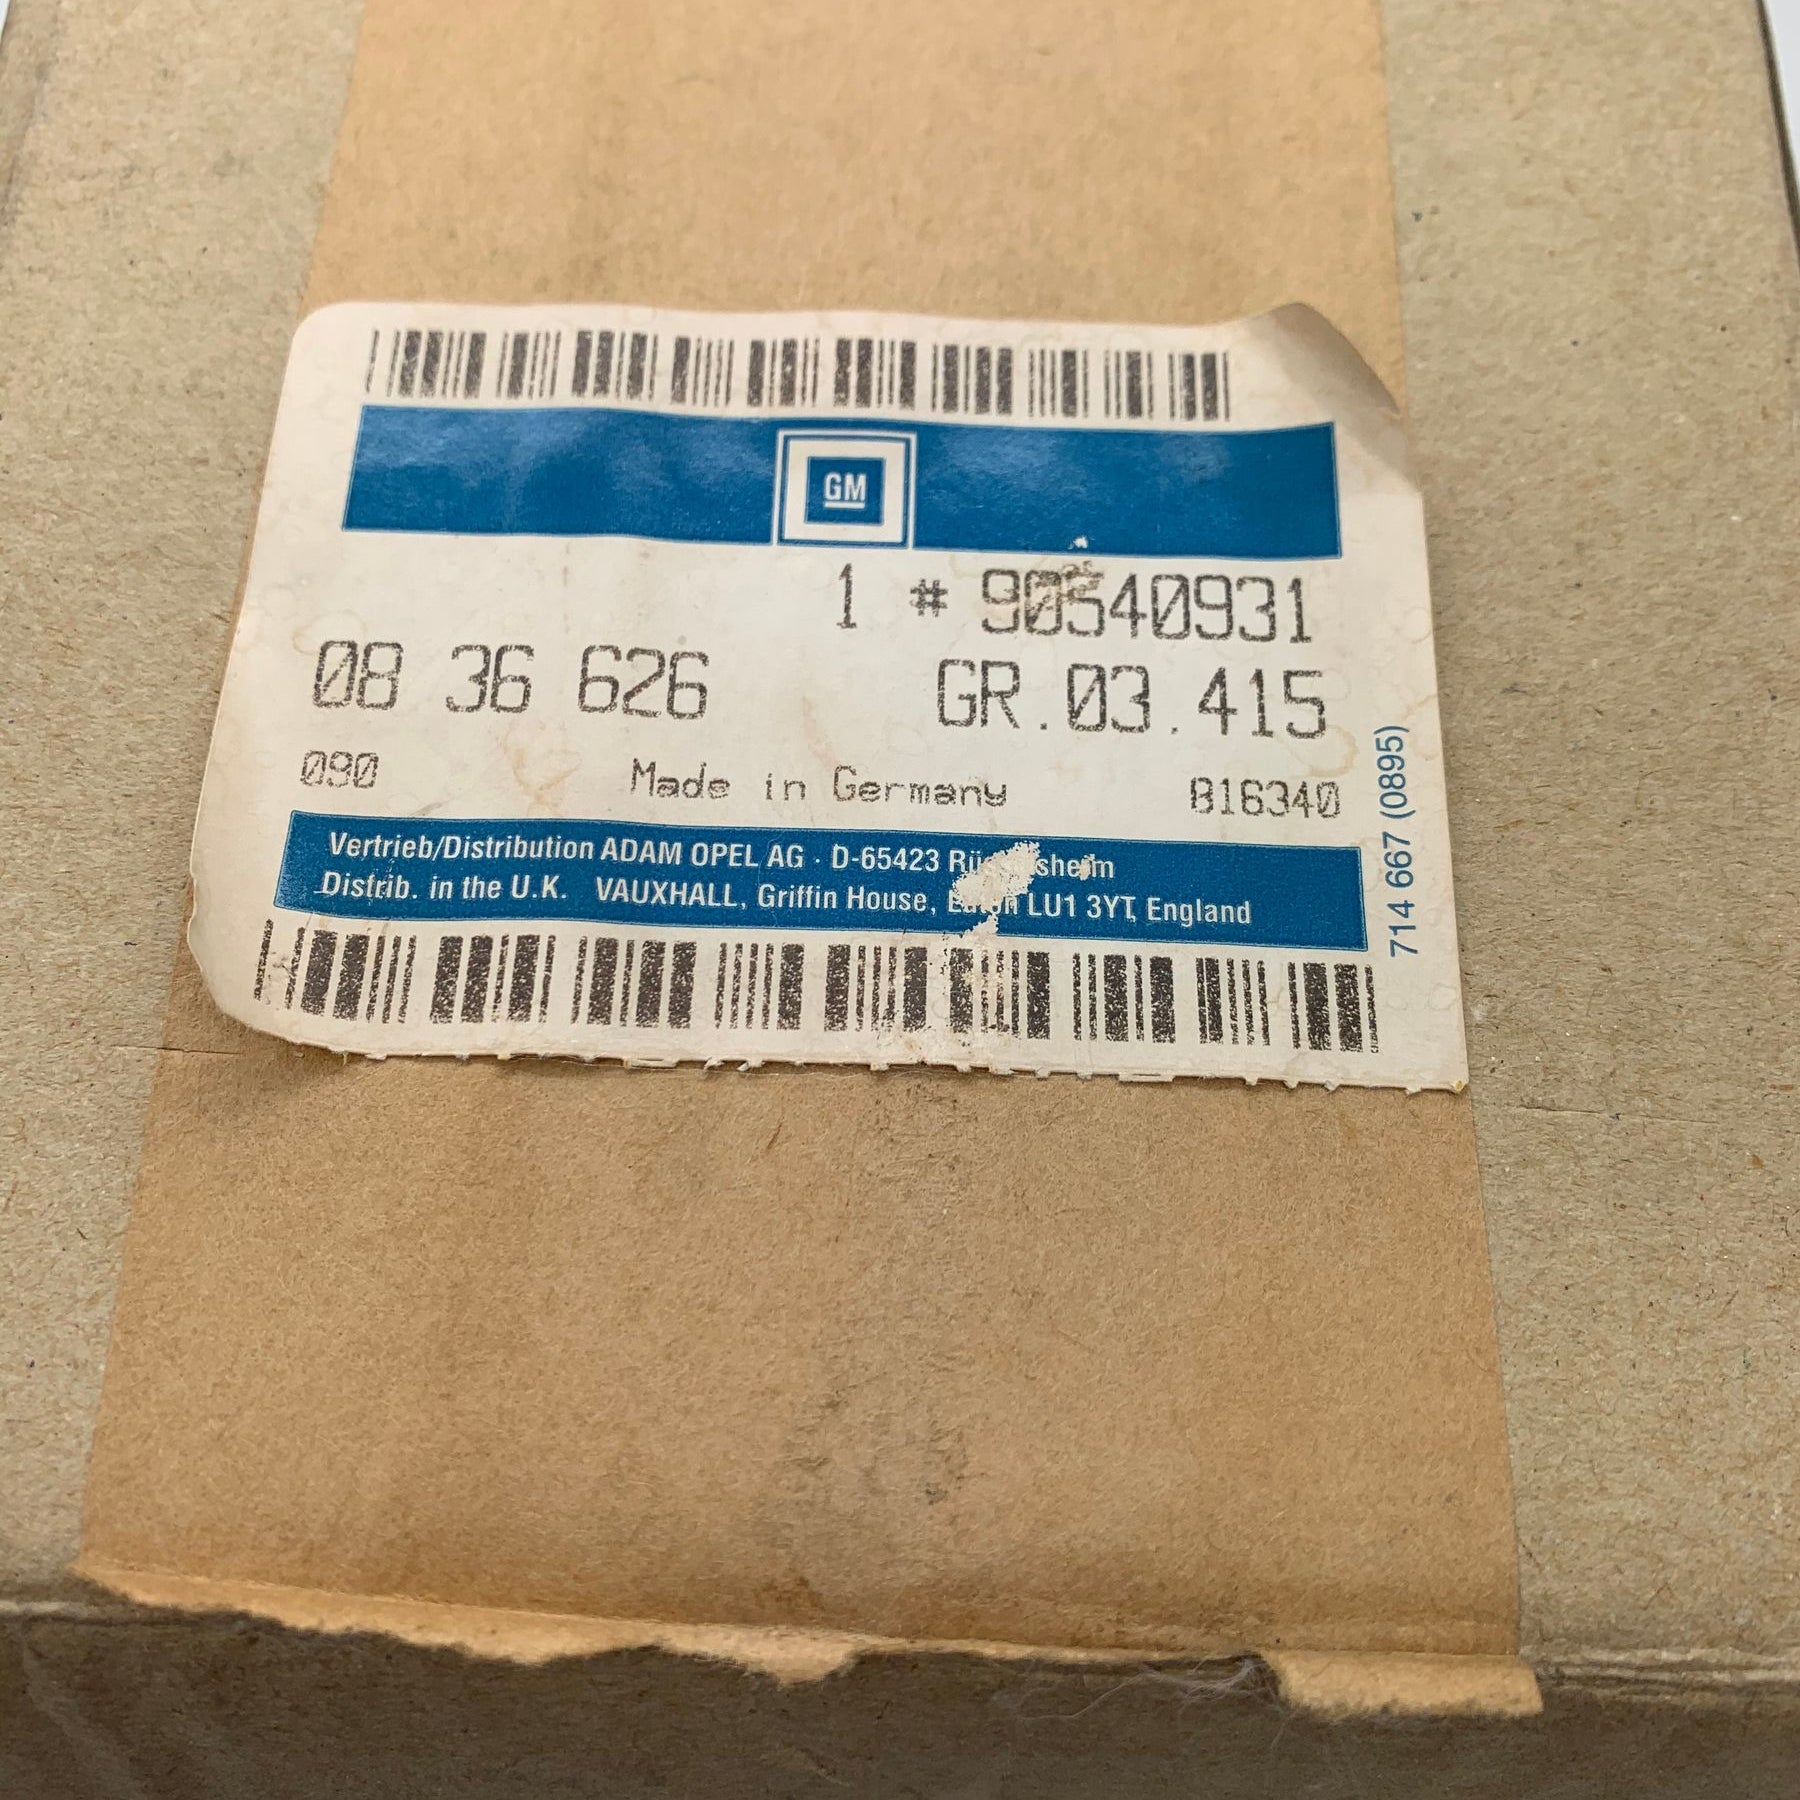 GM
1 # 90540931
08 36 626 GR.03.415
090 Made in Germany 816340
Vertrieb/Distribution ADAM OPEL AG · D-65423
Distrib. in the U.K. VAUXHALL, Griffin House, LU1 3YT, England
714 667 (0895)